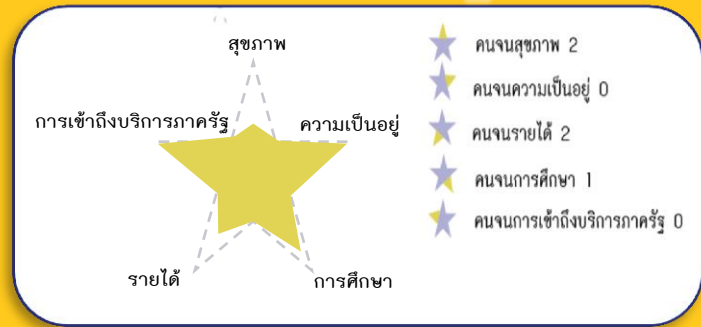 สุขภาพ
การเข้าถึงบริการภาครัฐ
ความเป็นอยู่
รายได้
การศึกษา
คนจนสุขภาพ 2
คนจนความเป็นอยู่ 0
คนจนรายได้ 2
คนจนการศึกษา 1
คนจนการเข้าถึงบริการภาครัฐ 0